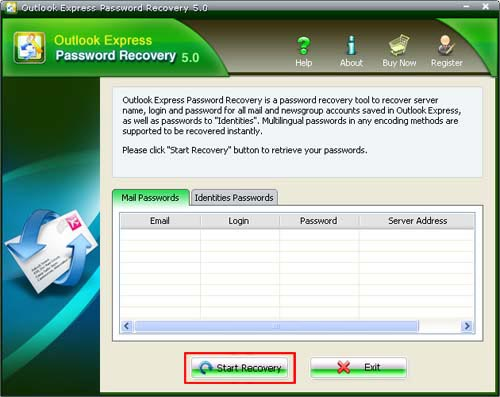 Outlook Express Password Recovery 5.0
Outlook Express
Password Recovery 5.0
Help
About
Buy Now
Register
Outlook Express Password Recovery is a password recovery tool to recover server
name, login and password for all mail and newsgroup accounts saved in Outlook Express,
as well as passwords to "Identities". Multilingual passwords in any encoding methods are
supported to be recovered instantly.
Please click "Start Recovery" button to retrieve your passwords.
Mail Passwords
Identities Passwords
Email
Login
Password
Server Address
Start Recovery
Exit